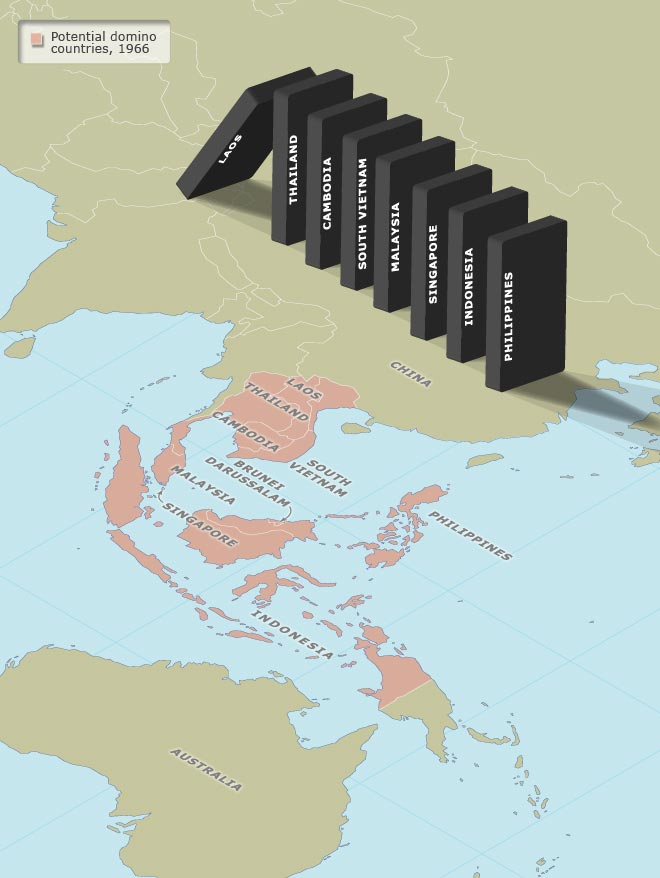 Potential domino
countries, 1966
LAOS
THAILAND
CAMBODIA
SOUTH VIETNAM
MALAYSIA
SINGAPORE
INDONESIA
PHILIPPINES
CHINA
LAOS
THAILAND
CAMBODIA
SOUTH
VIETNAM
BRUNEI
DARUSSALAM
MALAYSIA
SINGAPORE
PHILIPPINES
INDONESIA
AUSTRALIA